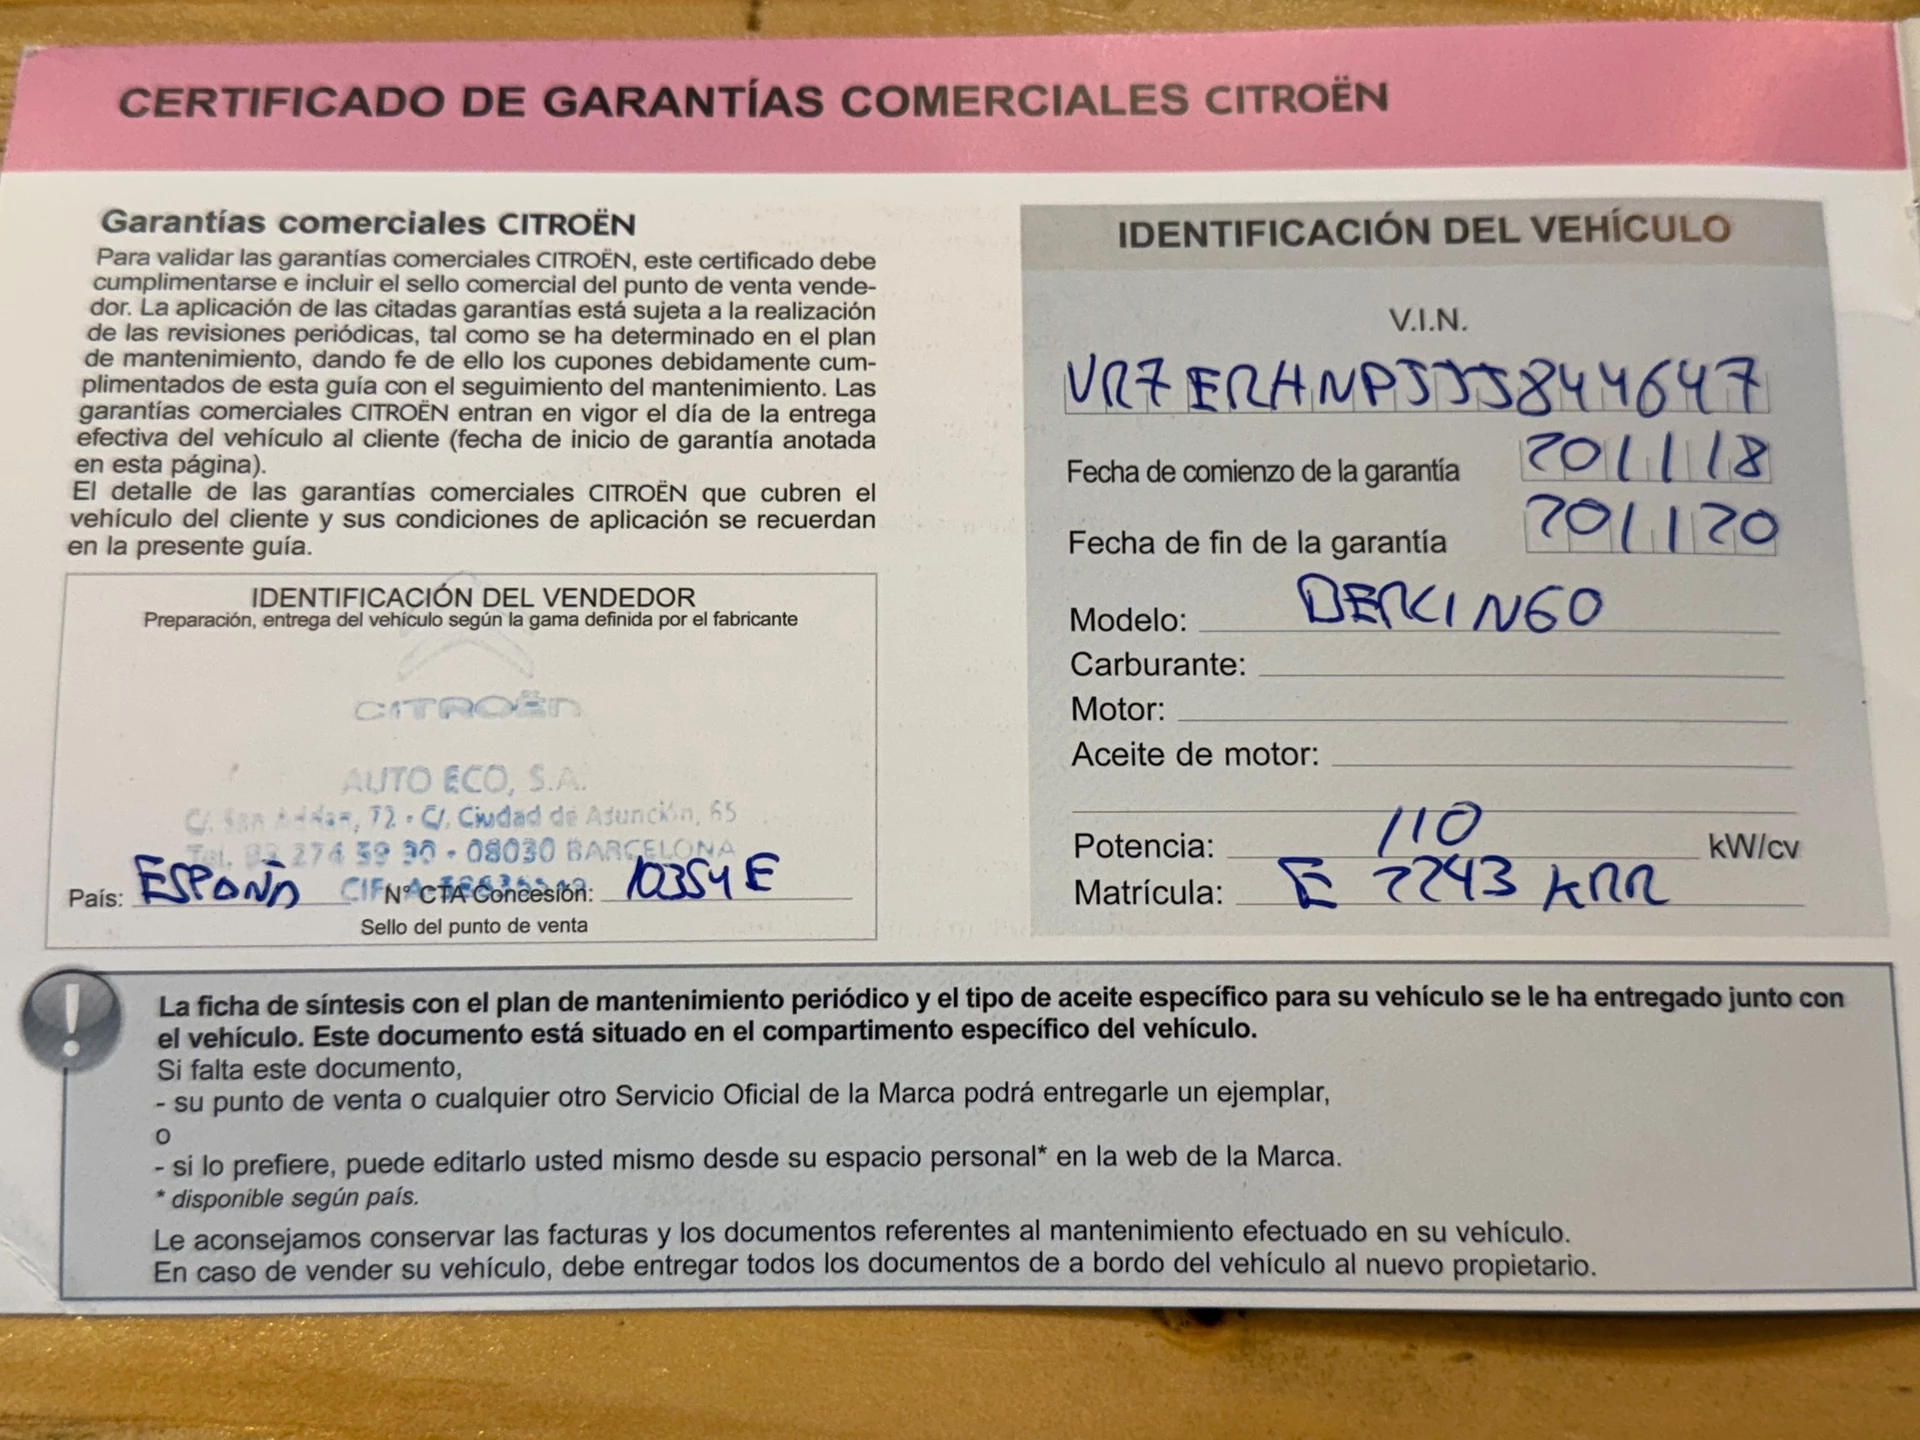 CERTIFICADO DE GARANTÍAS COMERCIALES CITROËN
Garantías comerciales CITROËN
Para validar las garantías comerciales CITROËN, este certificado debe
cumplimentarse e incluir el sello comercial del punto de venta vende-
dor. La aplicación de las citadas garantías está sujeta a la realización
de las revisiones periódicas, tal como se ha determinado en el plan
de mantenimiento, dando fe de ello los cupones debidamente cum-
plimentados de esta guía con el seguimiento del mantenimiento. Las
garantías comerciales CITROËN entran en vigor el día de la entrega
efectiva del vehículo al cliente (fecha de inicio de garantía anotada
en esta página).
El detalle de las garantías comerciales CITROËN que cubren el
vehículo del cliente y sus condiciones de aplicación se recuerdan
en la presente guía.
IDENTIFICACIÓN DEL VENDEDOR
Preparación, entrega del vehículo según la gama definida por el fabricante
CITROËN
AUTO ECO, S.A.
C/. San Adrián, 72 - C/. Ciudad de Asunción, 65
Tel. 274 39 90 - 08030 BARCELONA
CIF
País: ESPAÑA N° CTA Concesión: 10354E
Sello del punto de venta
IDENTIFICACIÓN DEL VEHÍCULO
V.I.N.
VR7ERHNPJJJ844647
Fecha de comienzo de la garantía 201118
Fecha de fin de la garantía 201120
Modelo: BERLINGO
Carburante:
Motor:
Aceite de motor:
Potencia: 110 kW/cv
Matrícula: E 2243 KRR
La ficha de síntesis con el plan de mantenimiento periódico y el tipo de aceite específico para su vehículo se le ha entregado junto con
el vehículo. Este documento está situado en el compartimento específico del vehículo.
Si falta este documento,
- su punto de venta o cualquier otro Servicio Oficial de la Marca podrá entregarle un ejemplar,
o
- si lo prefiere, puede editarlo usted mismo desde su espacio personal* en la web de la Marca.
* disponible según país.
Le aconsejamos conservar las facturas y los documentos referentes al mantenimiento efectuado en su vehículo.
En caso de vender su vehículo, debe entregar todos los documentos de a bordo del vehículo al nuevo propietario.